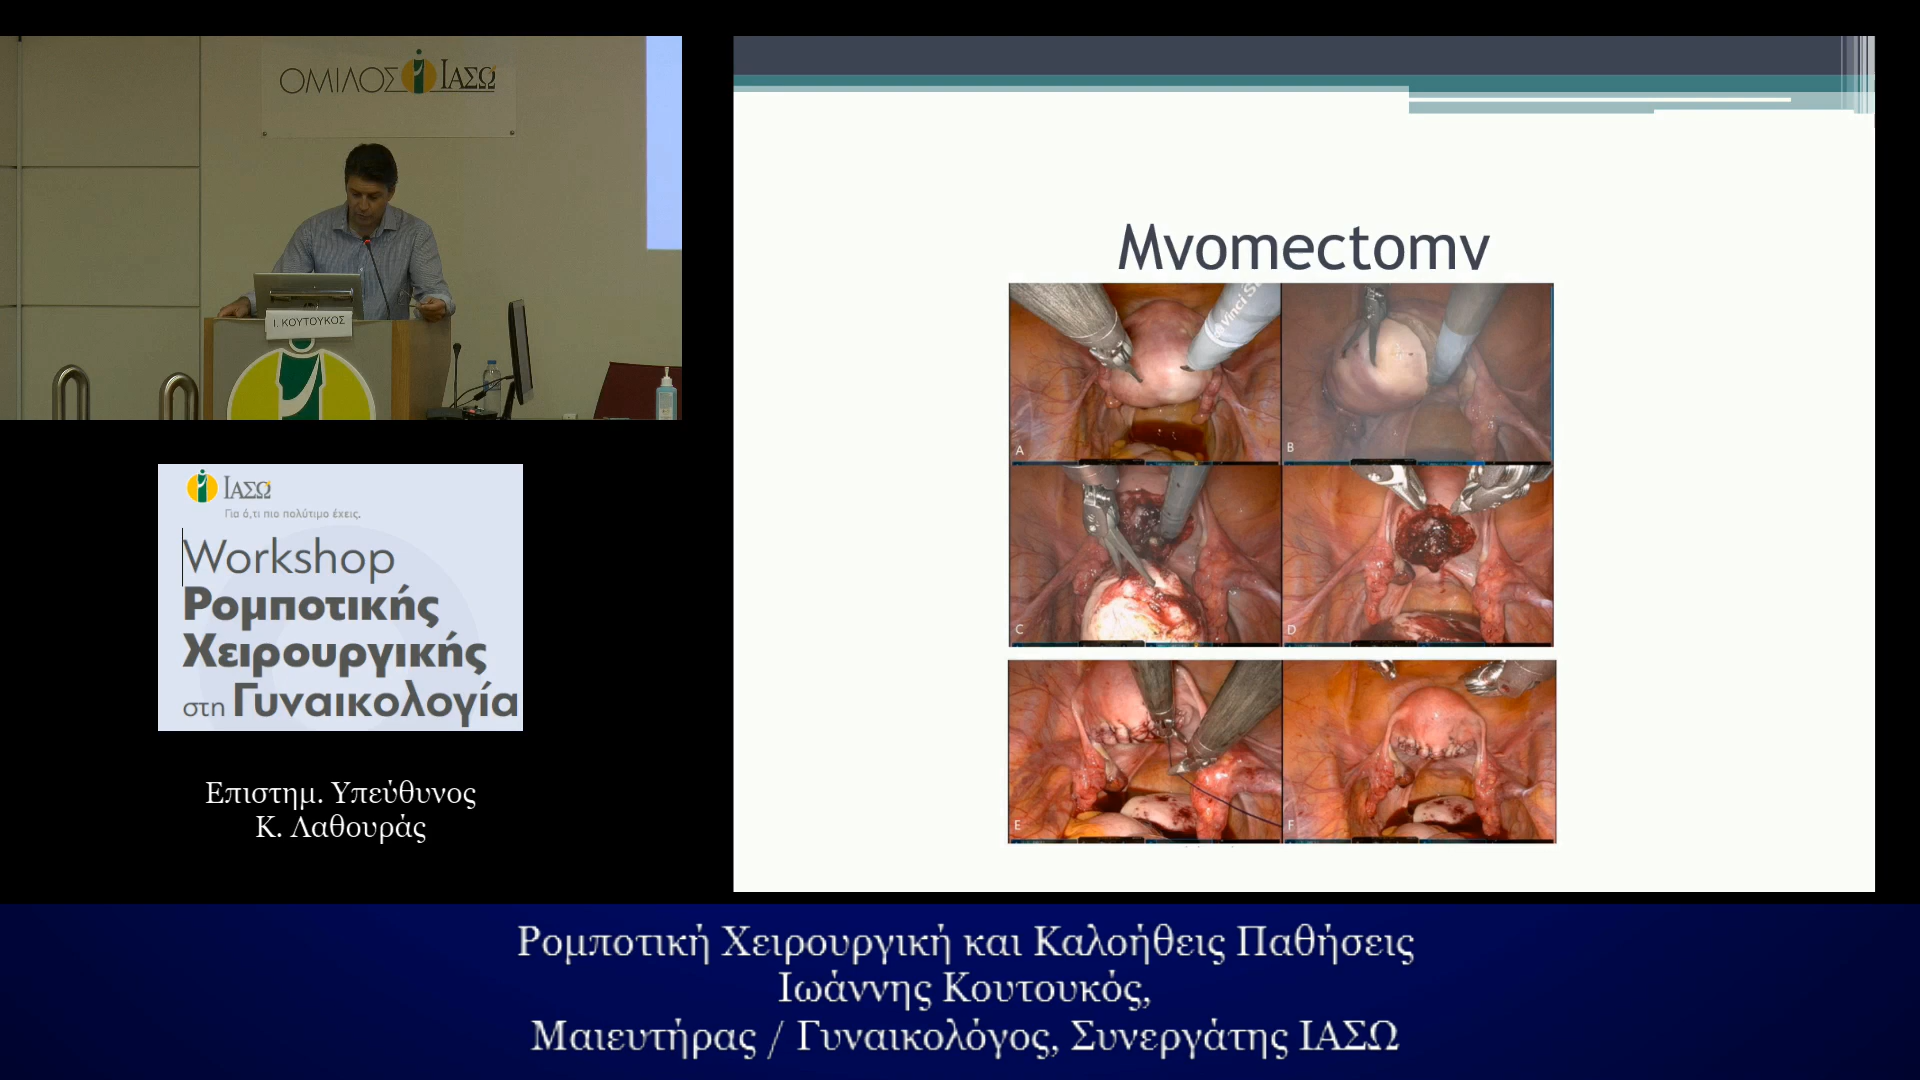 ΟΜΙΛΟΣ ΙΑΣΩ
Ι. ΚΟΥΤΟΥΚΟΣ
ΙΑΣΩ
Για ό,τι πιο πολύτιμο έχεις.
Workshop
Ρομποτικής
Χειρουργικής
στη Γυναικολογία
Επιστημ. Υπεύθυνος
Κ. Λαθουράς
Myomectomy
A
B
C
D
E
F
Ρομποτική Χειρουργική και Καλοήθεις Παθήσεις
Ιωάννης Κουτουκός,
Μαιευτήρας / Γυναικολόγος, Συνεργάτης ΙΑΣΩ